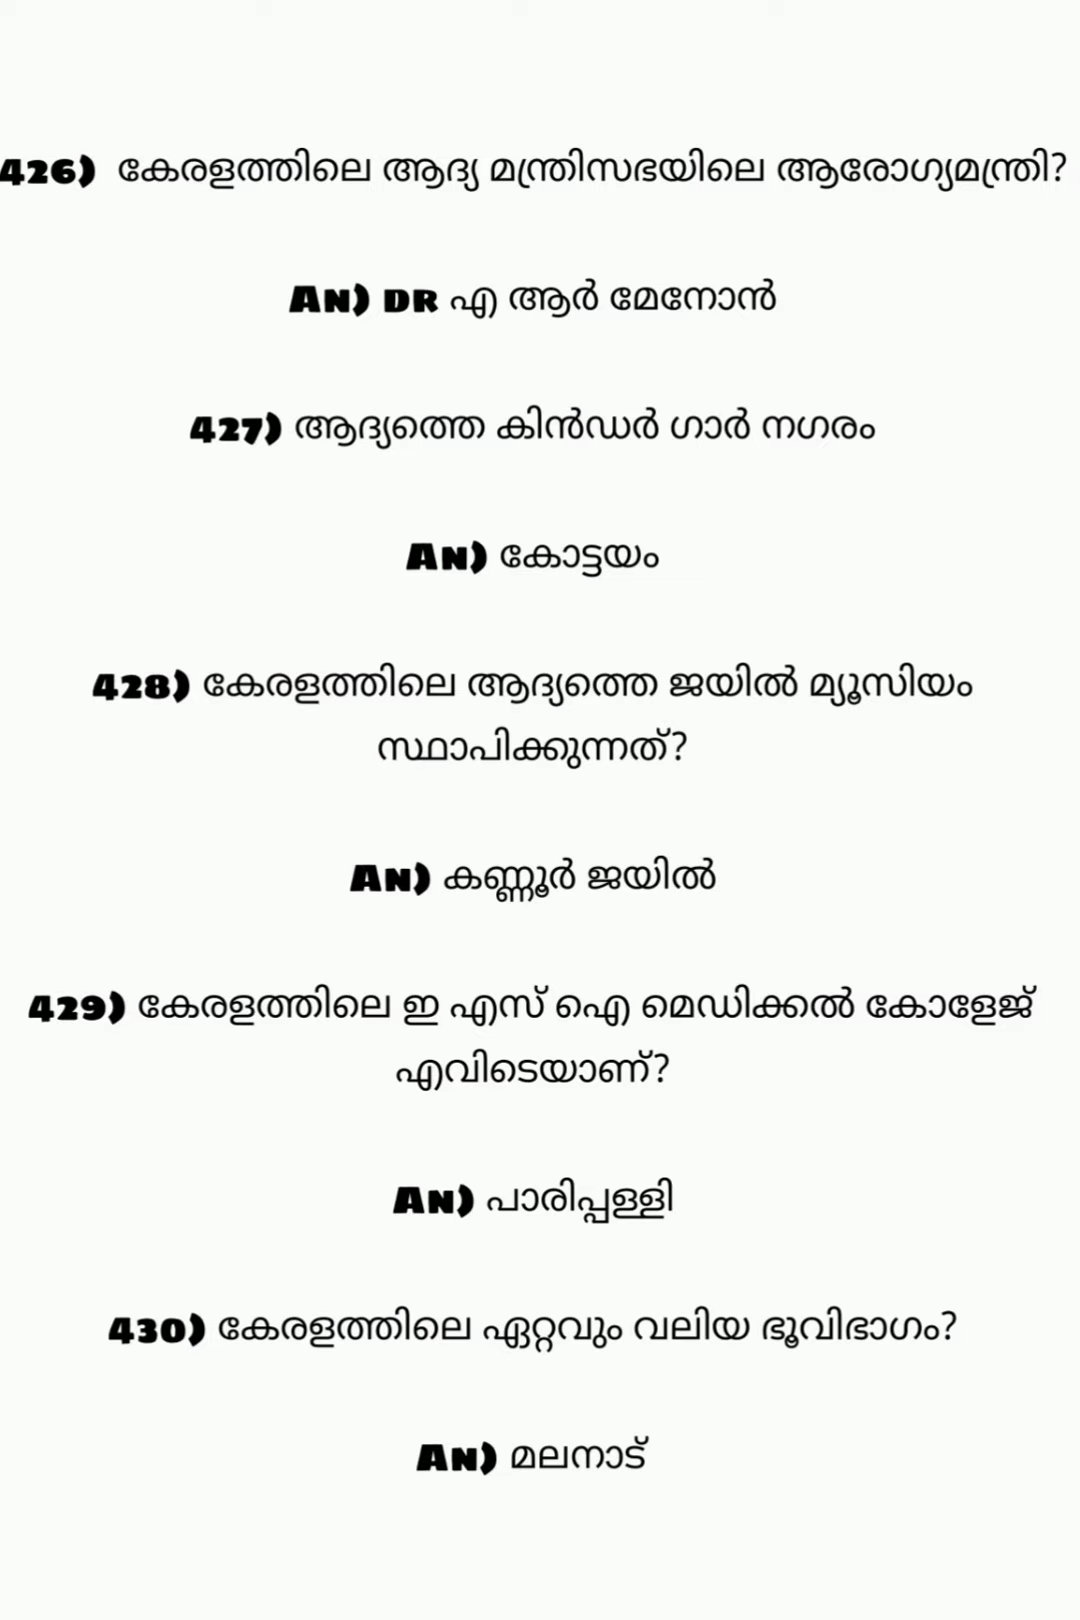 426) കേരളത്തിലെ ആദ്യ മന്ത്രിസഭയിലെ ആരോഗ്യമന്ത്രി?
An) dr എ ആർ മേനോൻ
427) ആദ്യത്തെ കിൻഡർ ഗാർ നഗരം
An) കോട്ടയം
428) കേരളത്തിലെ ആദ്യത്തെ ജയിൽ മ്യൂസിയം
സ്ഥാപിക്കുന്നത്?
An) കണ്ണൂർ ജയിൽ
429) കേരളത്തിലെ ഇ എസ് ഐ മെഡിക്കൽ കോളേജ്
എവിടെയാണ്?
An) പാരിപ്പള്ളി
430) കേരളത്തിലെ ഏറ്റവും വലിയ ഭൂവിഭാഗം?
An) മലനാട്